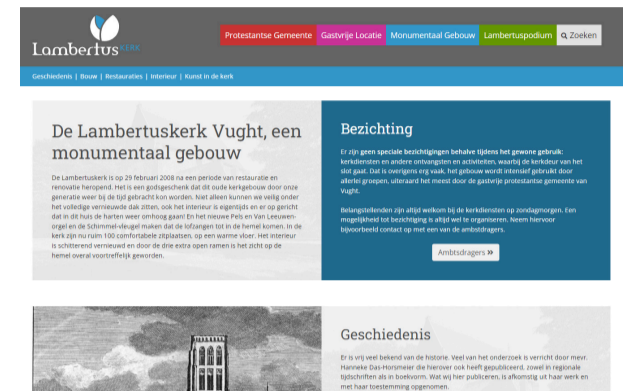 Lambertus KERK
Protestantse Gemeente
Gastvrije Locatie
Monumentaal Gebouw
Lambertuspodium
Zoeken
Geschiedenis | Bouw | Restauraties | Interieur | Kunst in de kerk
De Lambertuskerk Vught, een
monumentaal gebouw
De Lambertuskerk is op 29 februari 2008 na een periode van restauratie en
renovatie heropend. Het is een godsgeschenk dat dit oude kerkgebouw door onze
generatie weer bij de tijd gebracht kon worden. Niet alleen kunnen we veilig onder
het volledige vernieuwde dak zitten, ook het interieur is eigentijds en er op gericht
dat in dit huis de harten weer omhoog gaan! En het nieuwe Pels en Van Leeuwen-
orgel en de Schimmel-vleugel maken dat de lofzangen tot in de hemel komen. In de
kerk zijn nu ruim 100 comfortabele zitplaatsen, op een warme vloer. Het interieur
is schitterend vernieuwd en door de drie extra open ramen is het zicht op de
hemel overal voortreffelijk geworden.
Bezichting
Er zijn geen speciale bezichtigingen behalve tijdens het gewone gebruik:
kerkdiensten en andere ontvangsten en activiteiten, waarbij de kerkdeur van het
slot gaat. Dat is overigens erg vaak, het gebouw wordt intensief gebruikt door
allerlei groepen, uiteraard het meest door de gastvrije protestantse gemeente van
Vught.
Belangstellenden zijn altijd welkom bij de kerkdiensten op zondagmorgen. Een
mogelijkheid tot bezichtiging is altijd wel te organiseren. Neem hiervoor
bijvoorbeeld contact op met een van de ambstdragers.
Ambtsdragers »
Geschiedenis
Er is vrij veel bekend van de historie. Veel van het onderzoek is verricht door mevr.
Hanneke Das-Horsmeier die hierover ook heeft gepubliceerd, zowel in regionale
tijdschriften als in boekvorm. Wat wij hier publiceren, is afkomstig uit haar werk en
met haar toestemming opgenomen.